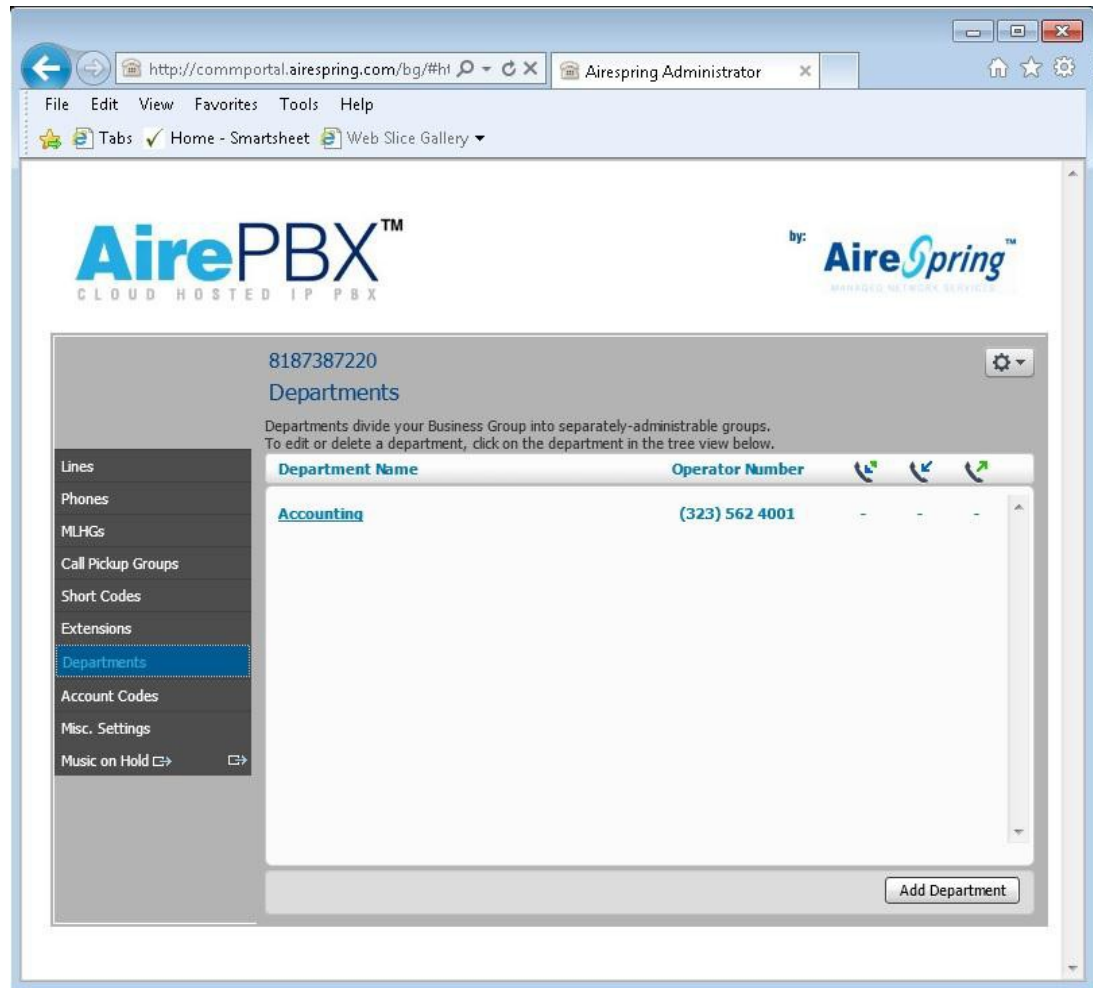 http://commportal.airespring.com/bg/#h1
Airespring Administrator
File Edit View Favorites Tools Help
Tabs Home - Smartsheet Web Slice Gallery
AirePBX™
CLOUD HOSTED IP PBX
by:
AireSpring™
MANAGED NETWORK SERVICES
8187387220
Departments
Departments divide your Business Group into separately-administrable groups.
To edit or delete a department, click on the department in the tree view below.
Lines
Phones
MLHGs
Call Pickup Groups
Short Codes
Extensions
Departments
Account Codes
Misc. Settings
Music on Hold
Department Name Operator Number
Accounting (323) 562 4001 - - -
Add Department